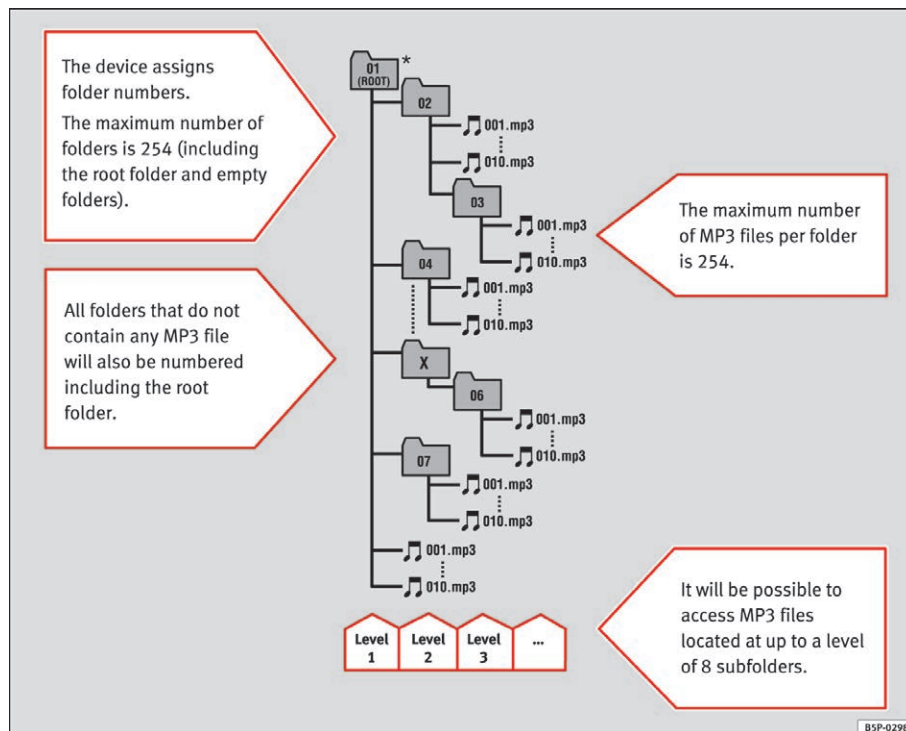 The device assigns
folder numbers.
The maximum number of
folders is 254 (including
the root folder and empty
folders).
All folders that do not
contain any MP3 file
will also be numbered
including the root
folder.
01
(ROOT)
*
02
001.mp3
010.mp3
03
001.mp3
010.mp3
04
001.mp3
010.mp3
X
06
001.mp3
010.mp3
07
001.mp3
010.mp3
001.mp3
010.mp3
Level
1
Level
2
Level
3
...
The maximum number
of MP3 files per folder
is 254.
It will be possible to
access MP3 files
located at up to a level
of 8 subfolders.